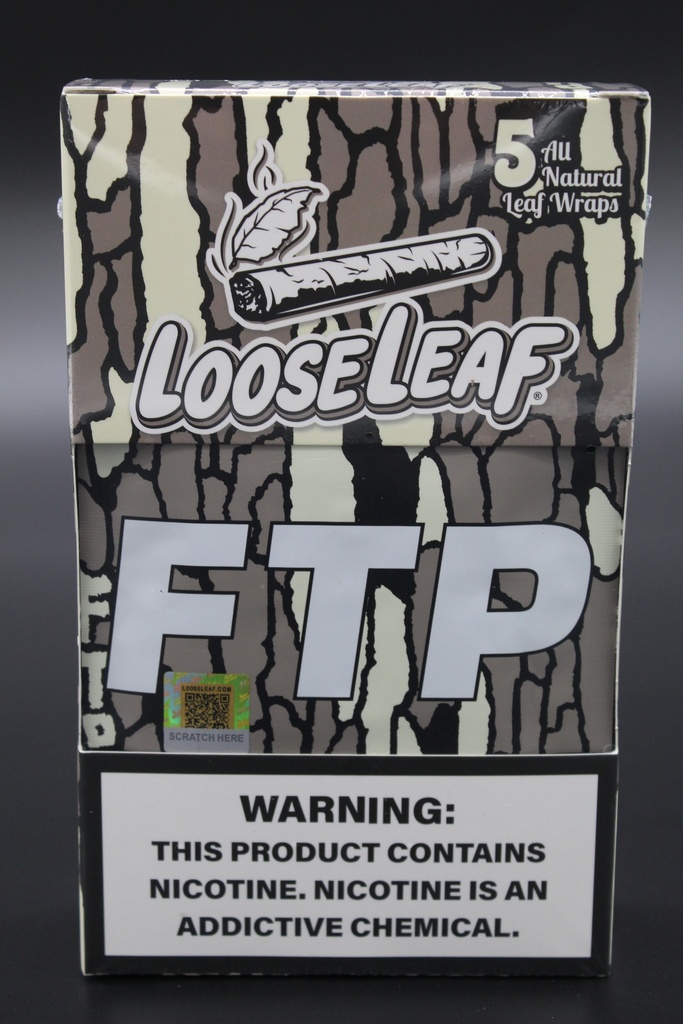 5 All
Natural
Leaf Wraps
LOOSELEAF®
FTP
FTP
LOOSELEAF.COM
SCRATCH HERE
WARNING:
THIS PRODUCT CONTAINS
NICOTINE. NICOTINE IS AN
ADDICTIVE CHEMICAL.